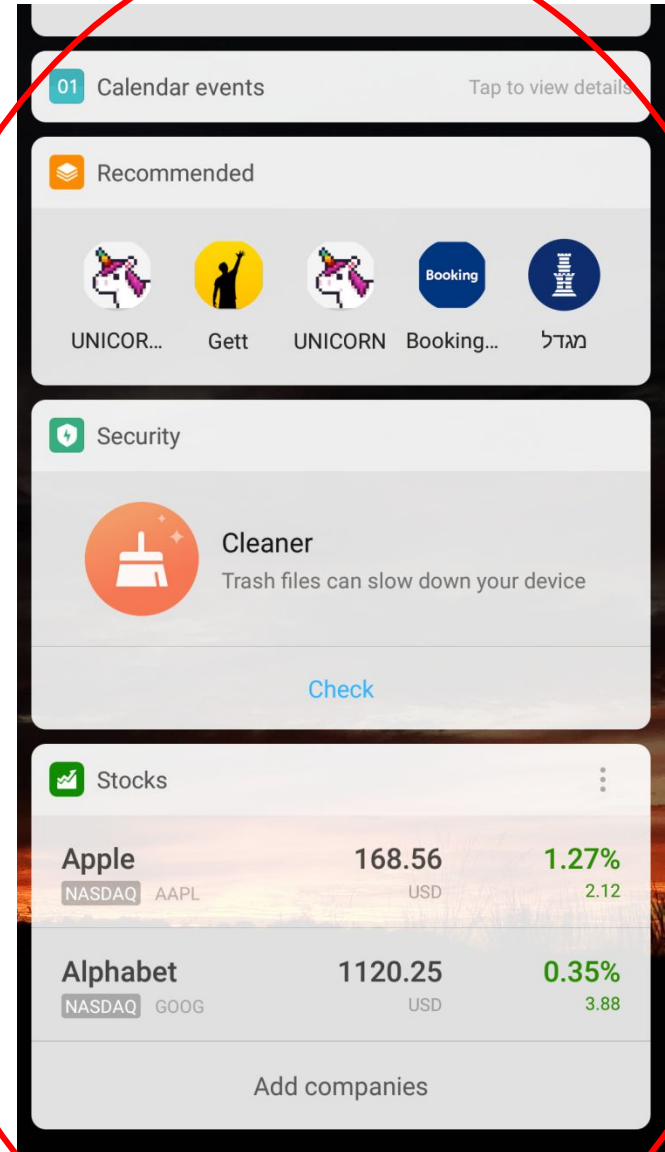 01 Calendar events Tap to view details
Recommended
Booking
UNICOR... Gett UNICORN Booking... מגדל
Security
Cleaner
Trash files can slow down your device
Check
Stocks
Apple 168.56 1.27%
NASDAQ AAPL USD 2.12
Alphabet 1120.25 0.35%
NASDAQ GOOG USD 3.88
Add companies